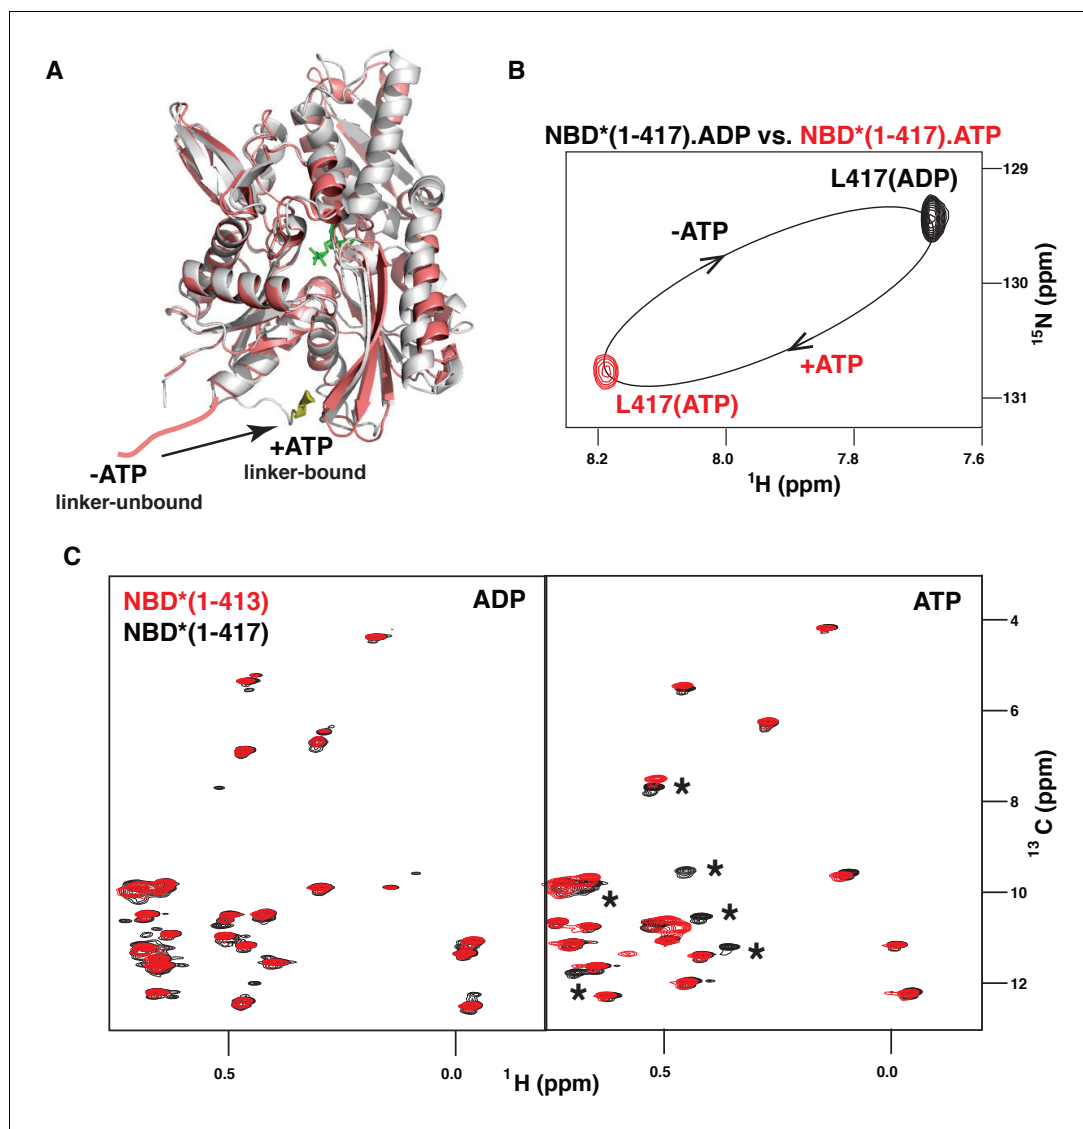 A
-ATP
linker-unbound
+ATP
linker-bound
B
NBD*(1-417).ADP vs. NBD*(1-417).ATP
L417(ADP)
-ATP
+ATP
L417(ATP)
129
130
131
15N (ppm)
8.2 8.0 7.8 7.6
1H (ppm)
C
NBD*(1-413)
NBD*(1-417)
ADP
ATP
*
*
*
*
*
*
4
6
8
10
12
13 C (ppm)
0.5 0.0 0.5 0.0
1H (ppm)